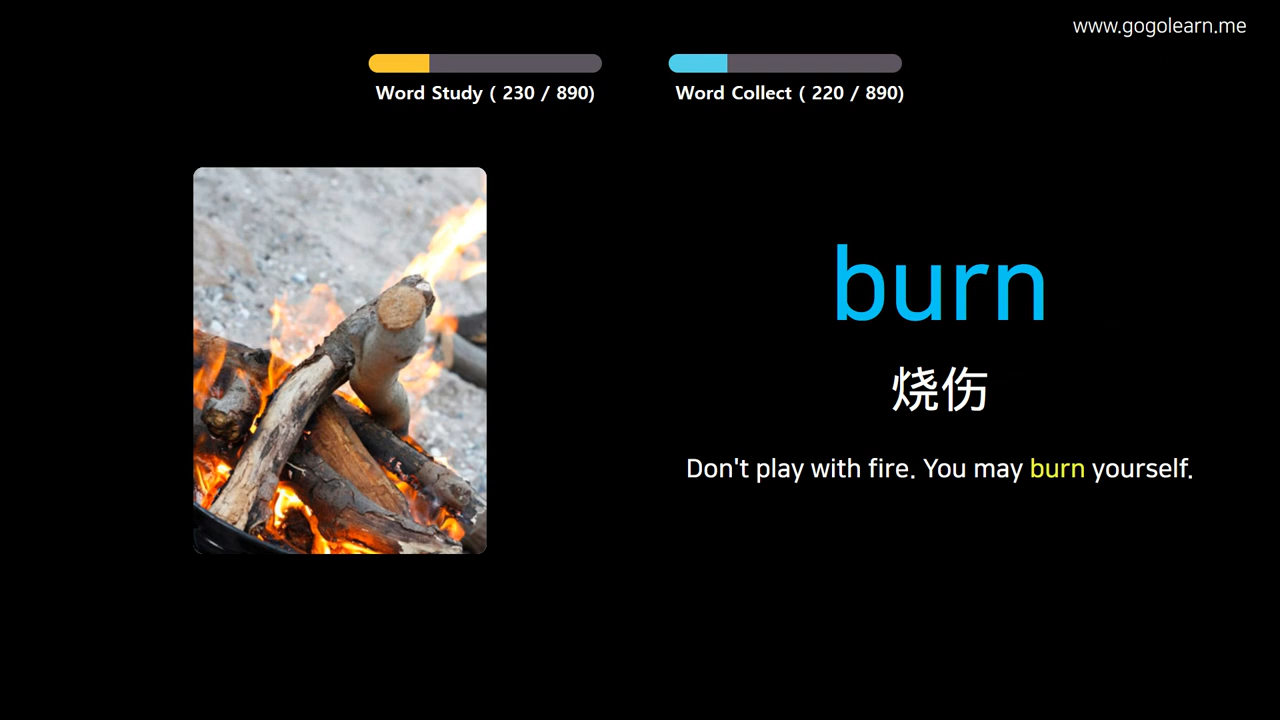 www.gogolearn.me
Word Study ( 230 / 890)
Word Collect ( 220 / 890)
burn
烧伤
Don't play with fire. You may burn yourself.